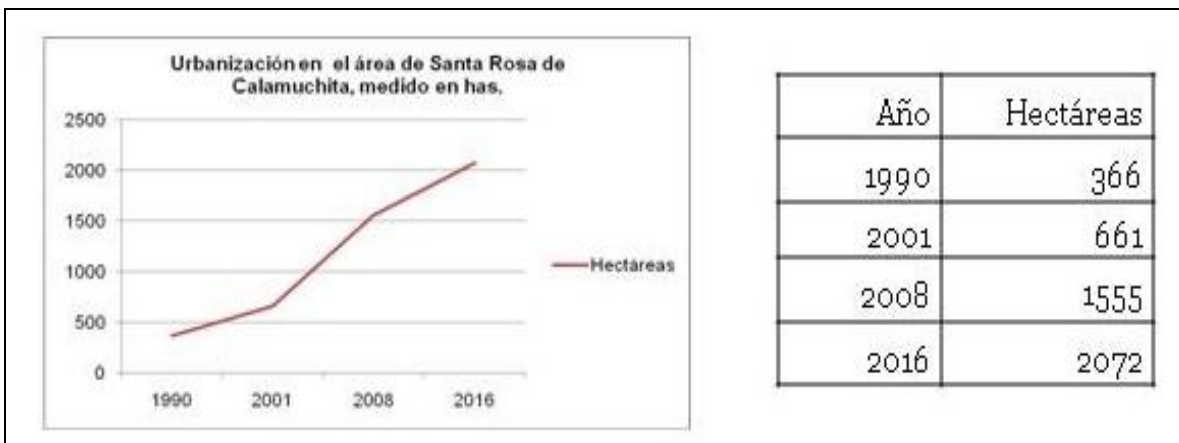 Urbanización en el área de Santa Rosa de
Calamuchita, medido en has.
2500
2000
1500
1000
500
0
1990 2001 2008 2016
Hectáreas
Año Hectáreas
1990 366
2001 661
2008 1555
2016 2072